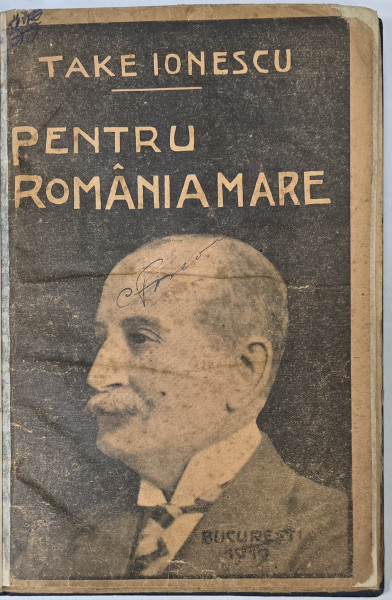 TAKE IONESCU
PENTRU
ROMÂNIA MARE
BUCUREȘTI
1919